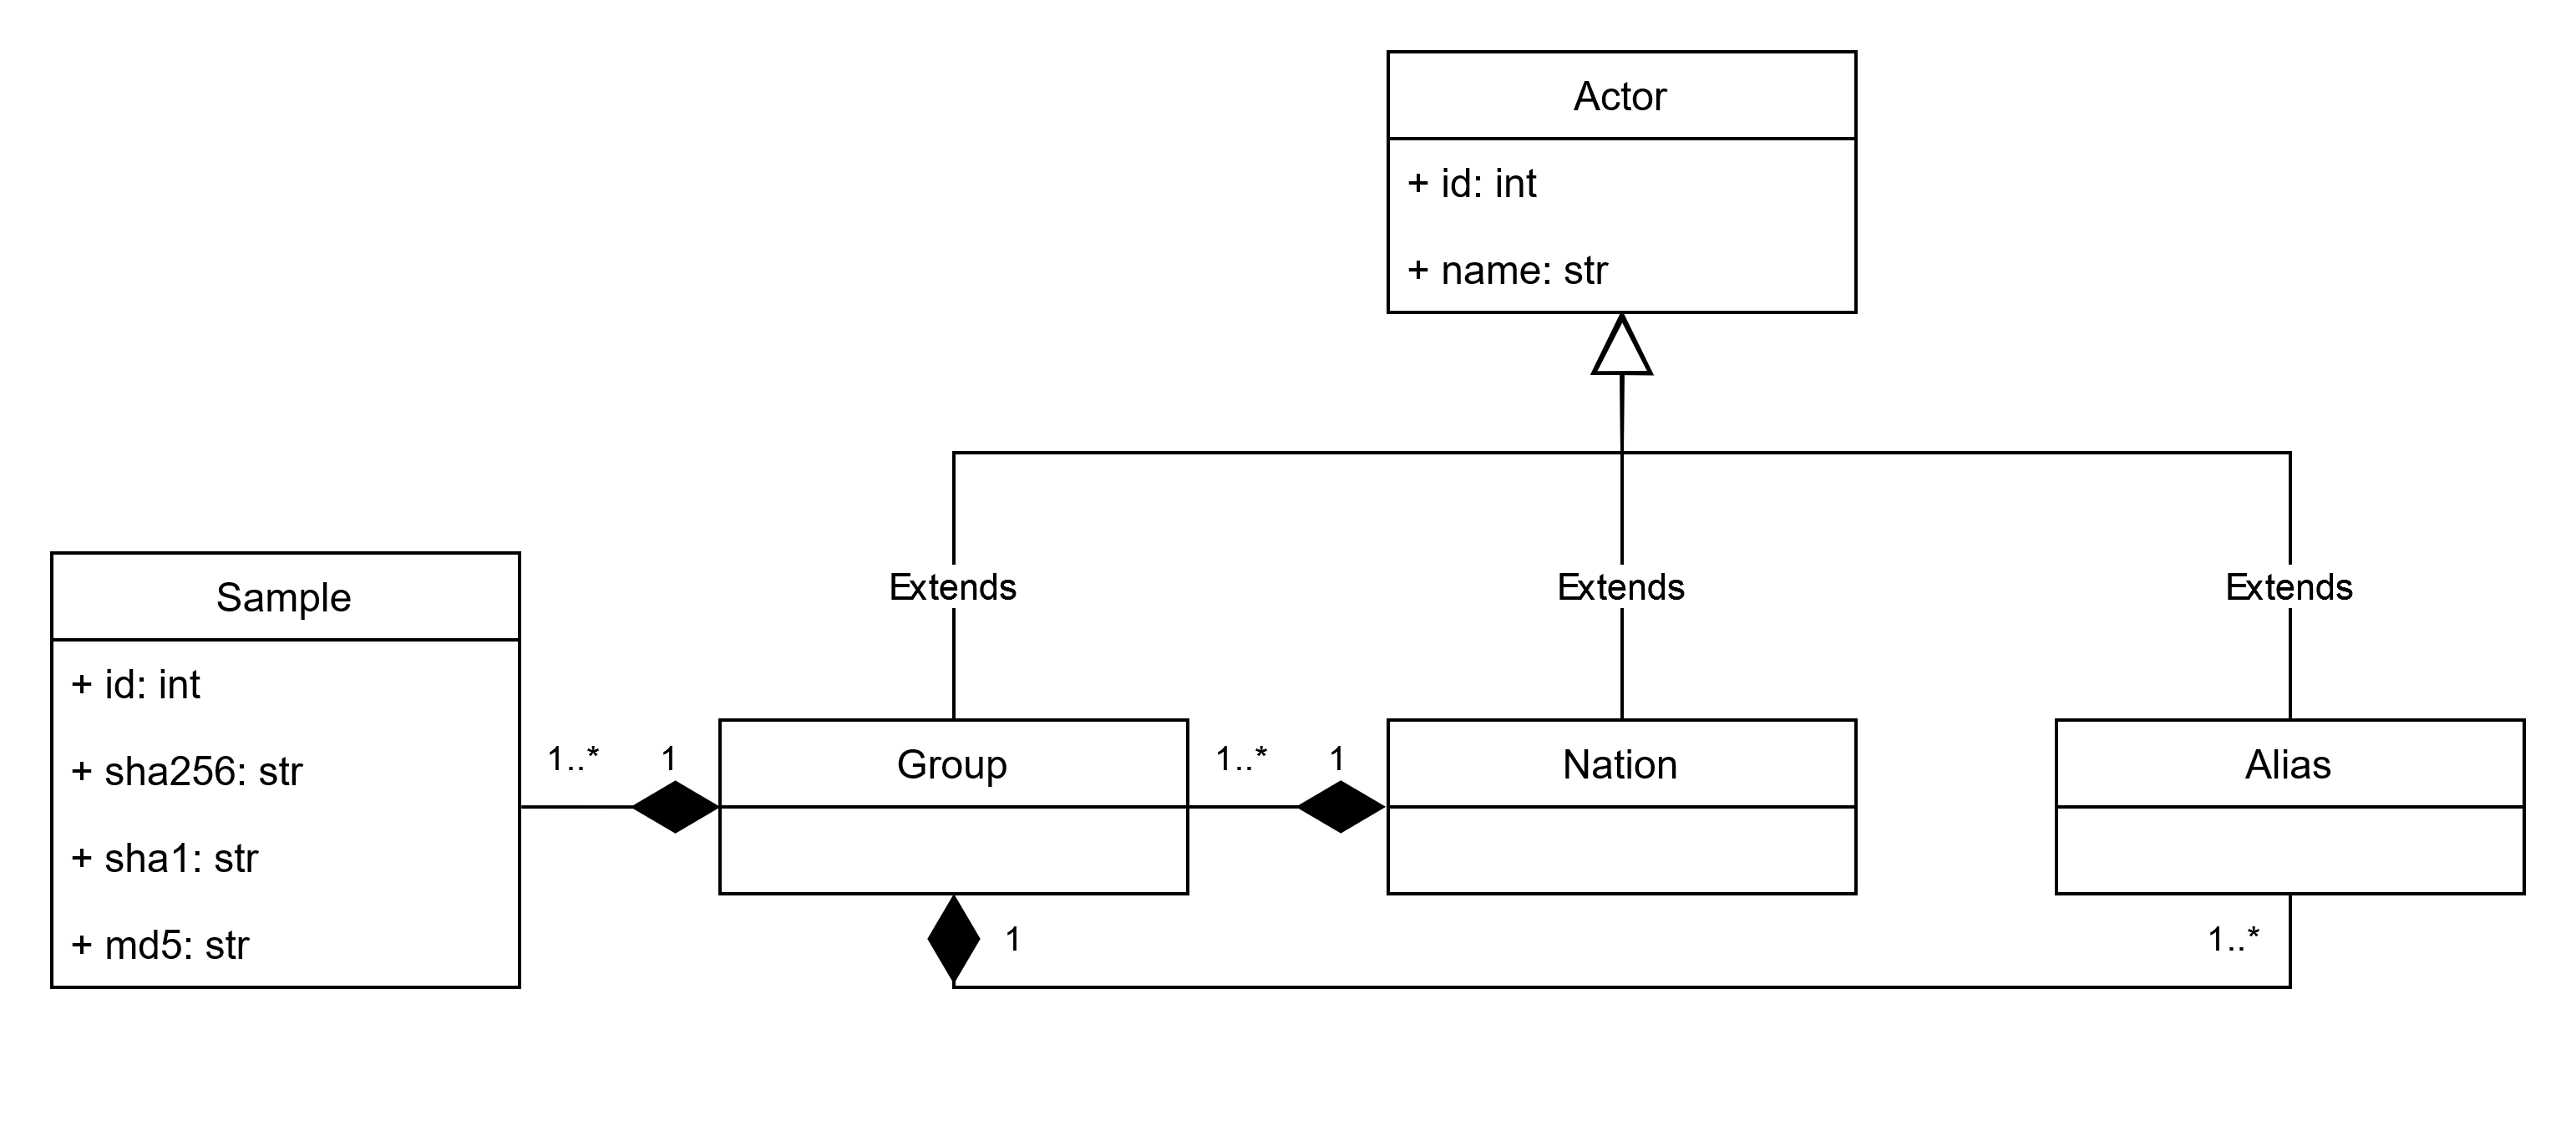 Actor
+ id: int
+ name: str
Extends
Extends
Extends
Sample
+ id: int
+ sha256: str
+ sha1: str
+ md5: str
1..*
1
Group
1..*
1
Nation
Alias
1
1..*